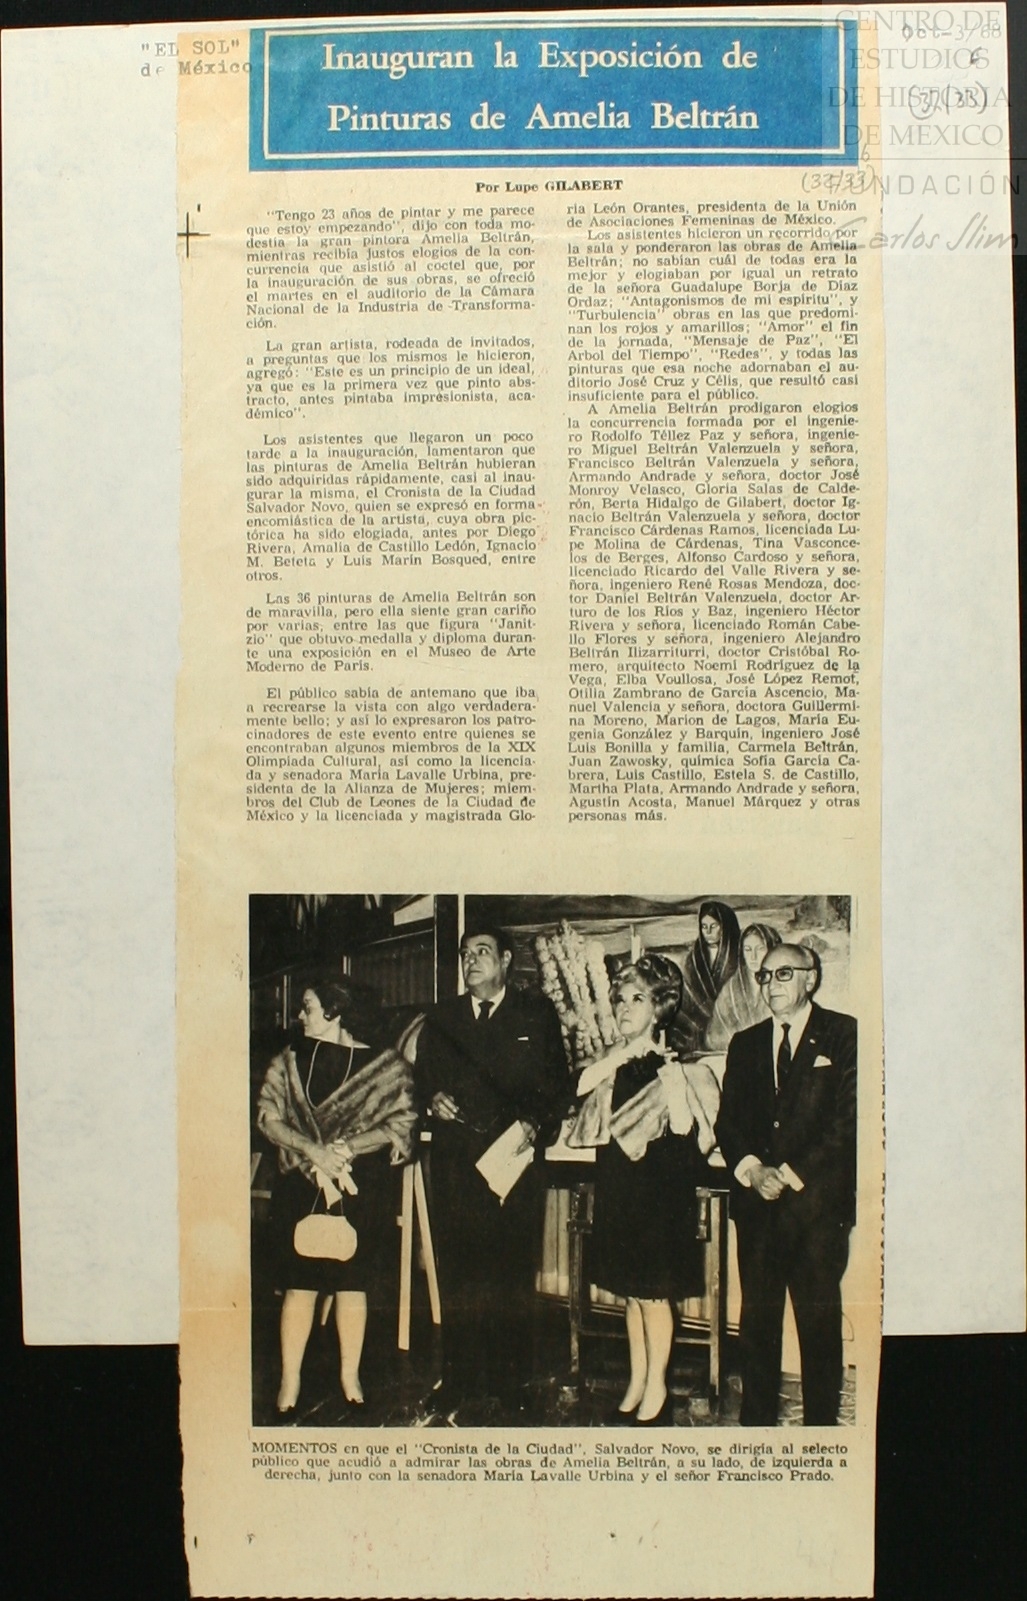 "EL SOL"
de México
Oct-3/68
6
(32/33)
CENTRO DE
ESTUDIOS
DE HISTORIA
DE MEXICO
FUNDACIÓN
Carlos Slim
Inauguran la Exposición de
Pinturas de Amelia Beltrán
6
(32/33)
Por Lupe GILABERT
"Tengo 23 años de pintar y me parece
que estoy empezando", dijo con toda mo-
destia la gran pintora Amelia Beltrán,
mientras recibía justos elogios de la con-
currencia que asistió al coctel que, por
la inauguración de sus obras, se ofreció
el martes en el auditorio de la Cámara
Nacional de la Industria de Transforma-
ción.
La gran artista, rodeada de invitados,
a preguntas que los mismos le hicieron,
agregó: "Este es un principio de un ideal,
ya que es la primera vez que pinto abs-
tracto, antes pintaba impresionista, aca-
démico".
Los asistentes que llegaron un poco
tarde a la inauguración, lamentaron que
las pinturas de Amelia Beltrán hubieran
sido adquiridas rápidamente, casi al inau-
gurar la misma, el Cronista de la Ciudad
Salvador Novo, quien se expresó en forma
encomiástica de la artista, cuya obra pic-
tórica ha sido elogiada, antes por Diego
Rivera, Amalia de Castillo Ledón, Ignacio
M. Beteta y Luis Marín Bosqued, entre
otros.
Las 36 pinturas de Amelia Beltrán son
de maravilla, pero ella siente gran cariño
por varias; entre las que figura "Janit-
zio" que obtuvo medalla y diploma duran-
te una exposición en el Museo de Arte
Moderno de París.
El público sabía de antemano que iba
a recrearse la vista con algo verdadera-
mente bello; y así lo expresaron los patro-
cinadores de este evento entre quienes se
encontraban algunos miembros de la XIX
Olimpiada Cultural, así como la licencia-
da y senadora María Lavalle Urbina, pre-
sidenta de la Alianza de Mujeres; miem-
bros del Club de Leones de la Ciudad de
México y la licenciada y magistrada Glo-
ria León Orantes, presidenta de la Unión
de Asociaciones Femeninas de México.
Los asistentes hicieron un recorrido por
la sala y ponderaron las obras de Amelia
Beltrán; no sabían cuál de todas era la
mejor y elogiaban por igual un retrato
de la señora Guadalupe Borja de Díaz
Ordaz; "Antagonismos de mi espíritu", y
"Turbulencia" obras en las que predomi-
nan los rojos y amarillos; "Amor" el fin
de la jornada, "Mensaje de Paz", "El
Arbol del Tiempo", "Redes", y todas las
pinturas que esa noche adornaban el au-
ditorio José Cruz y Célis, que resultó casi
insuficiente para el público.
A Amelia Beltrán prodigaron elogios
la concurrencia formada por el ingenie-
ro Rodolfo Téllez Paz y señora, ingenie-
ro Miguel Beltrán Valenzuela y señora,
Francisco Beltrán Valenzuela y señora,
Armando Andrade y señora, doctor José
Monroy Velasco, Gloria Salas de Calde-
rón, Berta Hidalgo de Gilabert, doctor Ig-
nacio Beltrán Valenzuela y señora, doctor
Francisco Cárdenas Ramos, licenciada Lu-
pe Molina de Cárdenas, Tina Vasconce-
los de Berges, Alfonso Cardoso y señora,
licenciado Ricardo del Valle Rivera y se-
ñora, ingeniero René Rosas Mendoza, doc-
tor Daniel Beltrán Valenzuela, doctor Ar-
turo de los Ríos y Baz, ingeniero Héctor
Rivera y señora, licenciado Román Cabe-
llo Flores y señora, ingeniero Alejandro
Beltrán Ilizarriturri, doctor Cristóbal Ro-
mero, arquitecto Noemí Rodríguez de la
Vega, Elba Voullosa, José López Remot,
Otilia Zambrano de García Ascencio, Ma-
nuel Valencia y señora, doctora Guillermi-
na Moreno, Marion de Lagos, María Eu-
genia González y Barquín, ingeniero José
Luis Bonilla y familia, Carmela Beltrán,
Juan Zawosky, química Sofía García Ca-
brera, Luis Castillo, Estela S. de Castillo,
Martha Plata, Armando Andrade y señora,
Agustín Acosta, Manuel Márquez y otras
personas más.
MOMENTOS en que el "Cronista de la Ciudad", Salvador Novo, se dirigía al selecto
público que acudió a admirar las obras de Amelia Beltrán, a su lado, de izquierda a
derecha, junto con la senadora María Lavalle Urbina y el señor Francisco Prado.